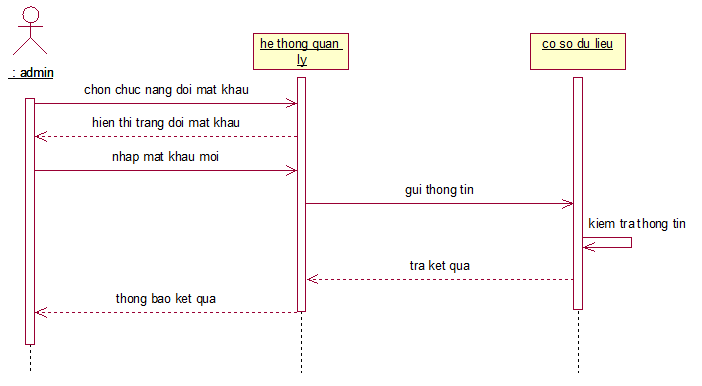 he thong quan
ly
co so du lieu
: admin
chon chuc nang doi mat khau
hien thi trang doi mat khau
nhap mat khau moi
gui thong tin
kiem tra thong tin
tra ket qua
thong bao ket qua